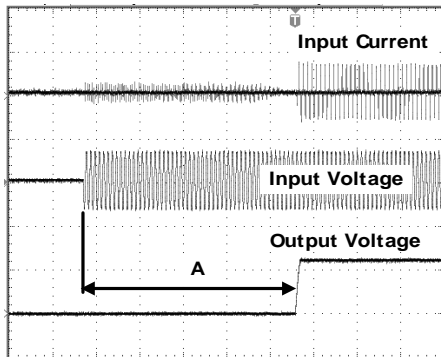 T
Input Current
Input Voltage
Output Voltage
A